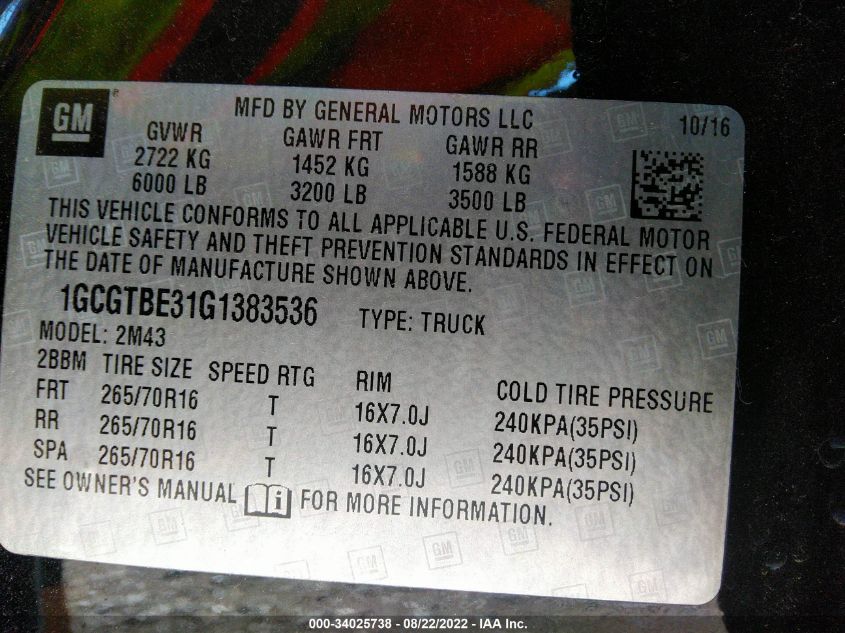 GM
MFD BY GENERAL MOTORS LLC
10/16
GVWR GAWR FRT GAWR RR
2722 KG 1452 KG 1588 KG
6000 LB 3200 LB 3500 LB
THIS VEHICLE CONFORMS TO ALL APPLICABLE U.S. FEDERAL MOTOR
VEHICLE SAFETY AND THEFT PREVENTION STANDARDS IN EFFECT ON
THE DATE OF MANUFACTURE SHOWN ABOVE.
1GCGTBE31G1383536 TYPE: TRUCK
MODEL: 2M43
2BBM TIRE SIZE SPEED RTG RIM COLD TIRE PRESSURE
FRT 265/70R16 T 16X7.0J 240KPA(35PSI)
RR 265/70R16 T 16X7.0J 240KPA(35PSI)
SPA 265/70R16 T 16X7.0J 240KPA(35PSI)
SEE OWNER'S MANUAL i FOR MORE INFORMATION.
000-34025738 - 08/22/2022 - IAA Inc.